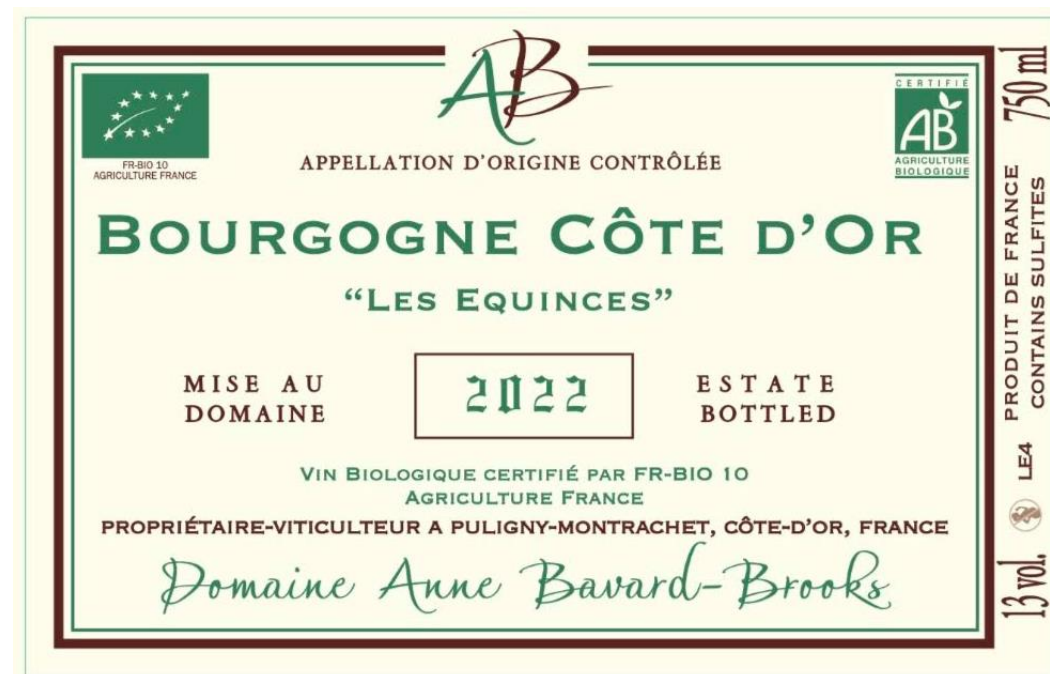 AB
FR-BIO 10
AGRICULTURE FRANCE
CERTIFIÉ
AB
AGRICULTURE
BIOLOGIQUE
APPELLATION D'ORIGINE CONTRÔLÉE
BOURGOGNE CÔTE D'OR
“LES EQUINCES”
MISE AU
DOMAINE
2022
ESTATE
BOTTLED
VIN BIOLOGIQUE CERTIFIÉ PAR FR-BIO 10
AGRICULTURE FRANCE
PROPRIÉTAIRE-VITICULTEUR A PULIGNY-MONTRACHET, CÔTE-D'OR, FRANCE
Domaine Anne Bavard-Brooks
13 vol.
LE4
PRODUIT DE FRANCE
CONTAINS SULFITES
750 ml